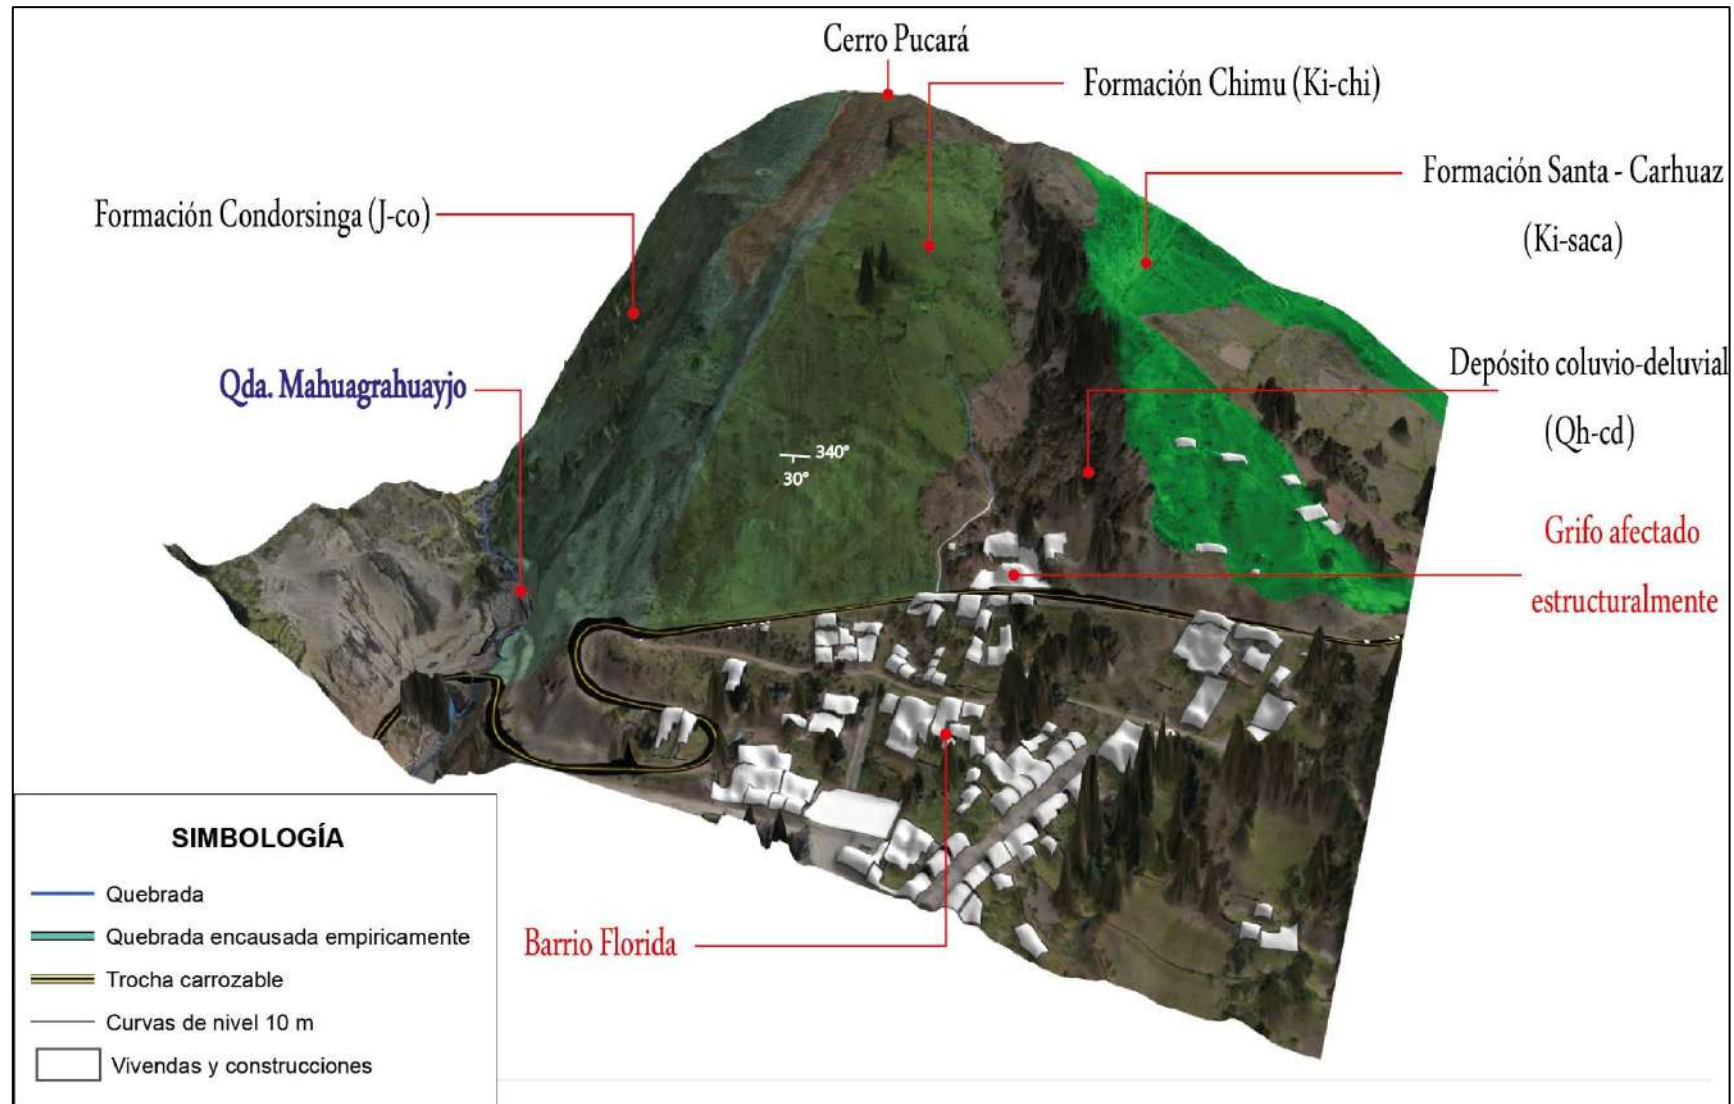 Cerro Pucará
Formación Chimu (Ki-chi)
Formación Santa - Carhuaz
(Ki-saca)
Formación Condorsinga (J-co)
Depósito coluvio-deluvial
(Qh-cd)
Qda. Mahuagrahuayjo
340°
30°
Grifo afectado
estructuralmente
Barrio Florida
SIMBOLOGÍA
Quebrada
Quebrada encausada empiricamente
Trocha carrozable
Curvas de nivel 10 m
Vivendas y construcciones